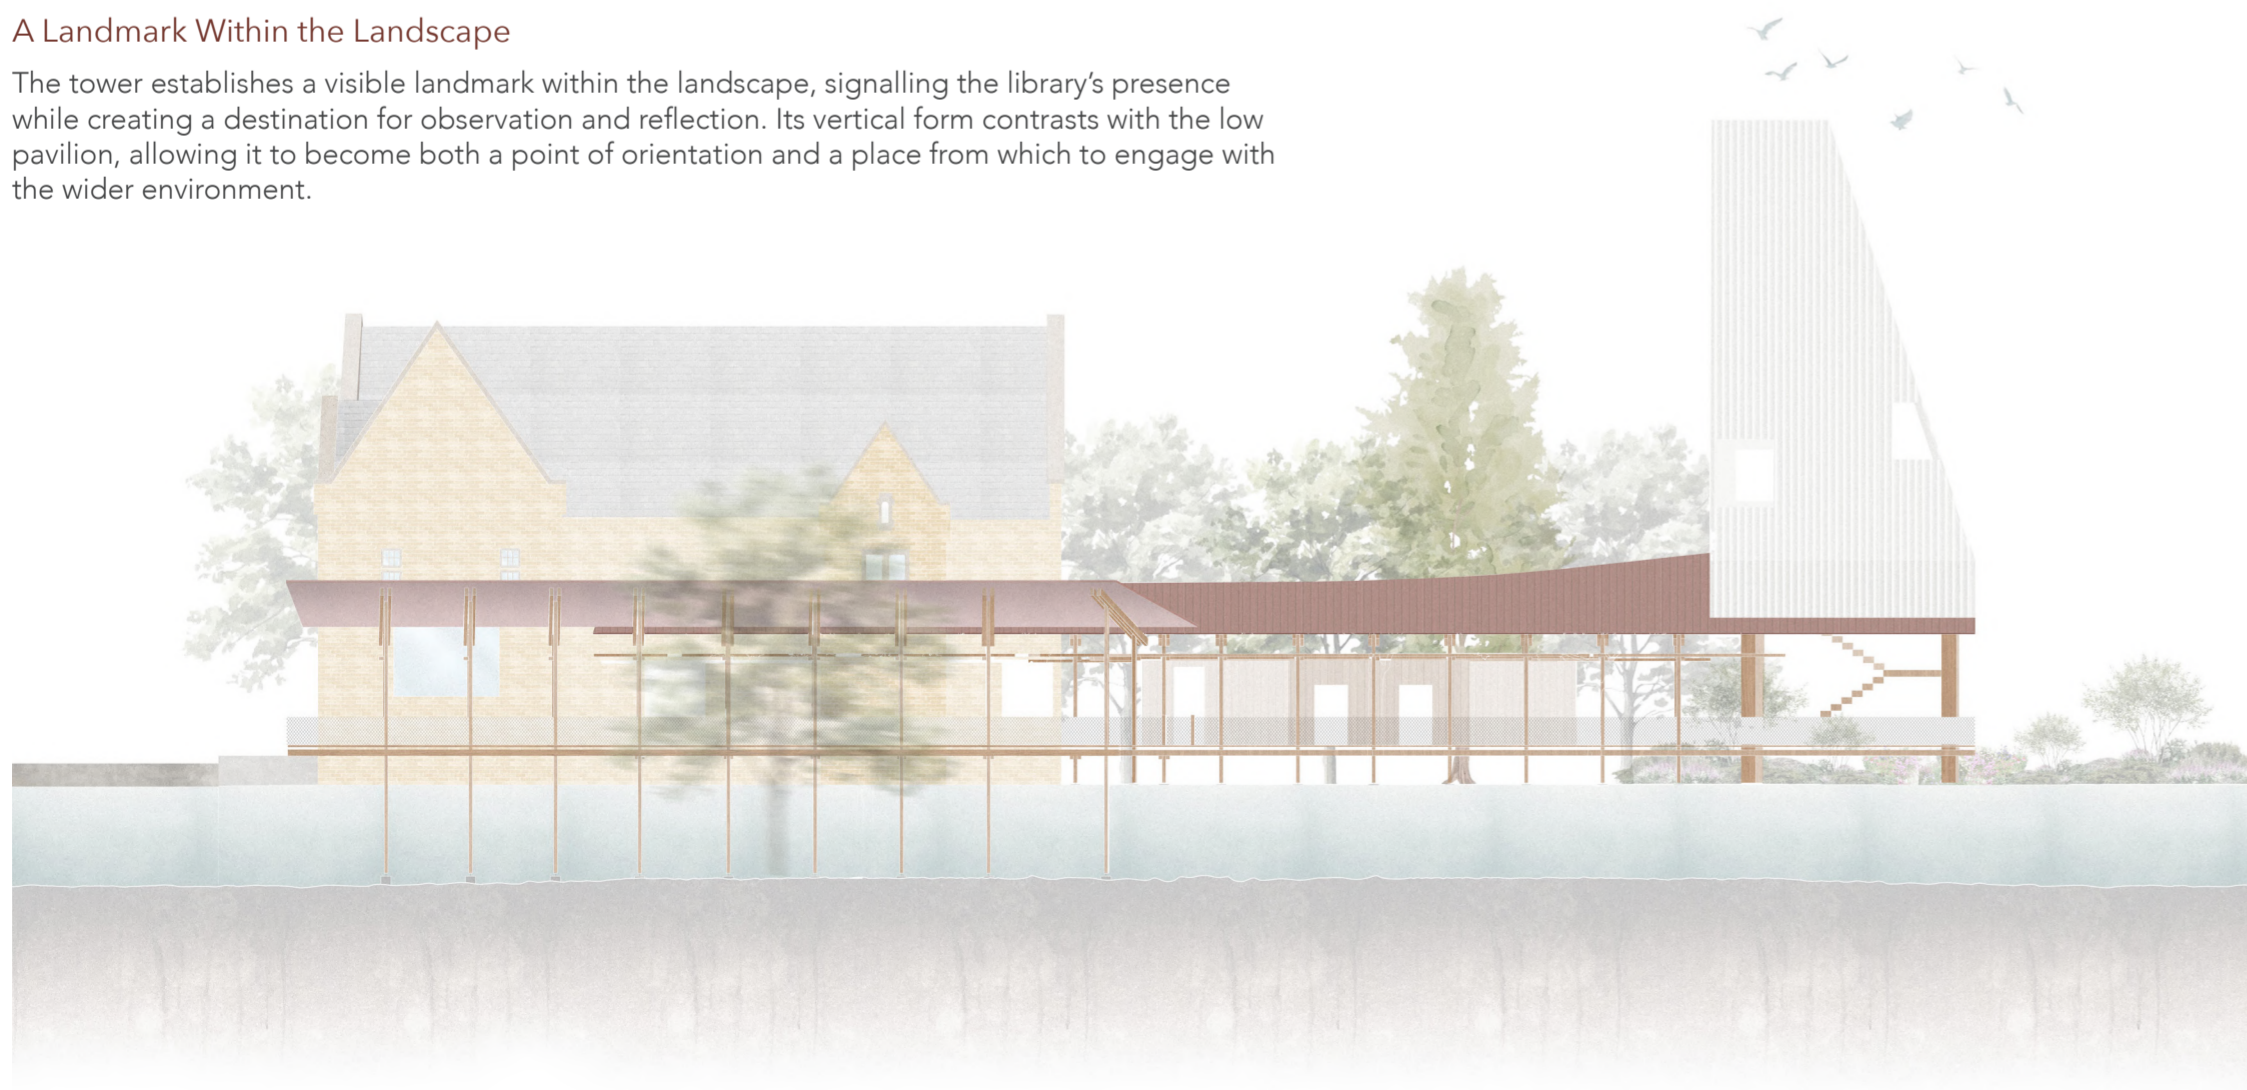 A Landmark Within the Landscape
The tower establishes a visible landmark within the landscape, signalling the library’s presence
while creating a destination for observation and reflection. Its vertical form contrasts with the low
pavilion, allowing it to become both a point of orientation and a place from which to engage with
the wider environment.